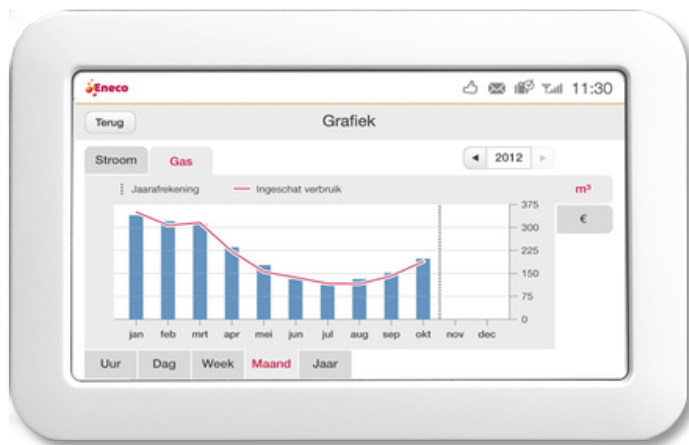 Eneco
11:30
Terug
Grafiek
Stroom
Gas
2012
Jaarafrekening
Ingeschat verbruik
m³
€
375
300
225
150
75
0
jan feb mrt apr mei jun jul aug sep okt nov dec
Uur Dag Week Maand Jaar